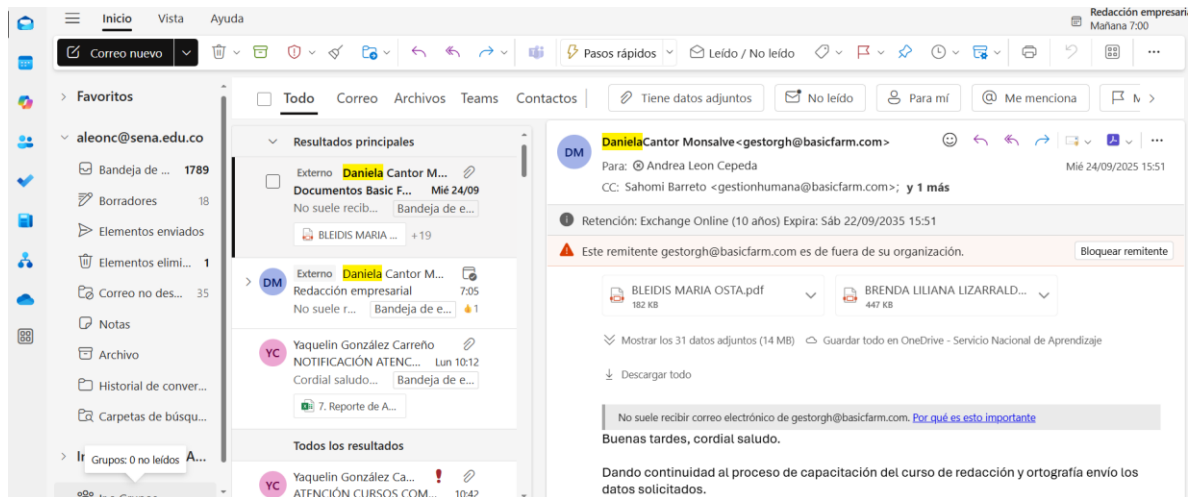 Inicio Vista Ayuda
Redacción empresari
Mañana 7:00
Correo nuevo
Pasos rápidos
Leído / No leído
Favoritos
Todo Correo Archivos Teams Contactos
Tiene datos adjuntos
No leído
Para mí
Me menciona
aleonc@sena.edu.co
Bandeja de ... 1789
Borradores 18
Elementos enviados
Elementos elimi... 1
Correo no des... 35
Notas
Archivo
Historial de conver...
Carpetas de búsqu...
Grupos: 0 no leídos
A...
Resultados principales
Externo Daniela Cantor M...
Documentos Basic F... Mié 24/09
No suele recib... Bandeja de e...
BLEIDIS MARIA ... +19
DM
Externo Daniela Cantor M...
Redacción empresarial 7:05
No suele r... Bandeja de e... 1
YC
Yaquelin González Carreño
NOTIFICACIÓN ATENC... Lun 10:12
Cordial saludo... Bandeja de e...
7. Reporte de A...
Todos los resultados
YC
Yaquelin González Ca...
ATENCIÓN CURSOS COM... 10:42
DM
DanielaCantor Monsalve<gestorgh@basicfarm.com>
Para: Andrea Leon Cepeda
Mié 24/09/2025 15:51
CC: Sahomi Barreto <gestionhumana@basicfarm.com>; y 1 más
Retención: Exchange Online (10 años) Expira: Sáb 22/09/2035 15:51
Este remitente gestorgh@basicfarm.com es de fuera de su organización.
Bloquear remitente
BLEIDIS MARIA OSTA.pdf
182 KB
BRENDA LILIANA LIZARRALD...
447 KB
Mostrar los 31 datos adjuntos (14 MB) Guardar todo en OneDrive - Servicio Nacional de Aprendizaje
Descargar todo
No suele recibir correo electrónico de gestorgh@basicfarm.com. Por qué es esto importante
Buenas tardes, cordial saludo.
Dando continuidad al proceso de capacitación del curso de redacción y ortografía envío los
datos solicitados.